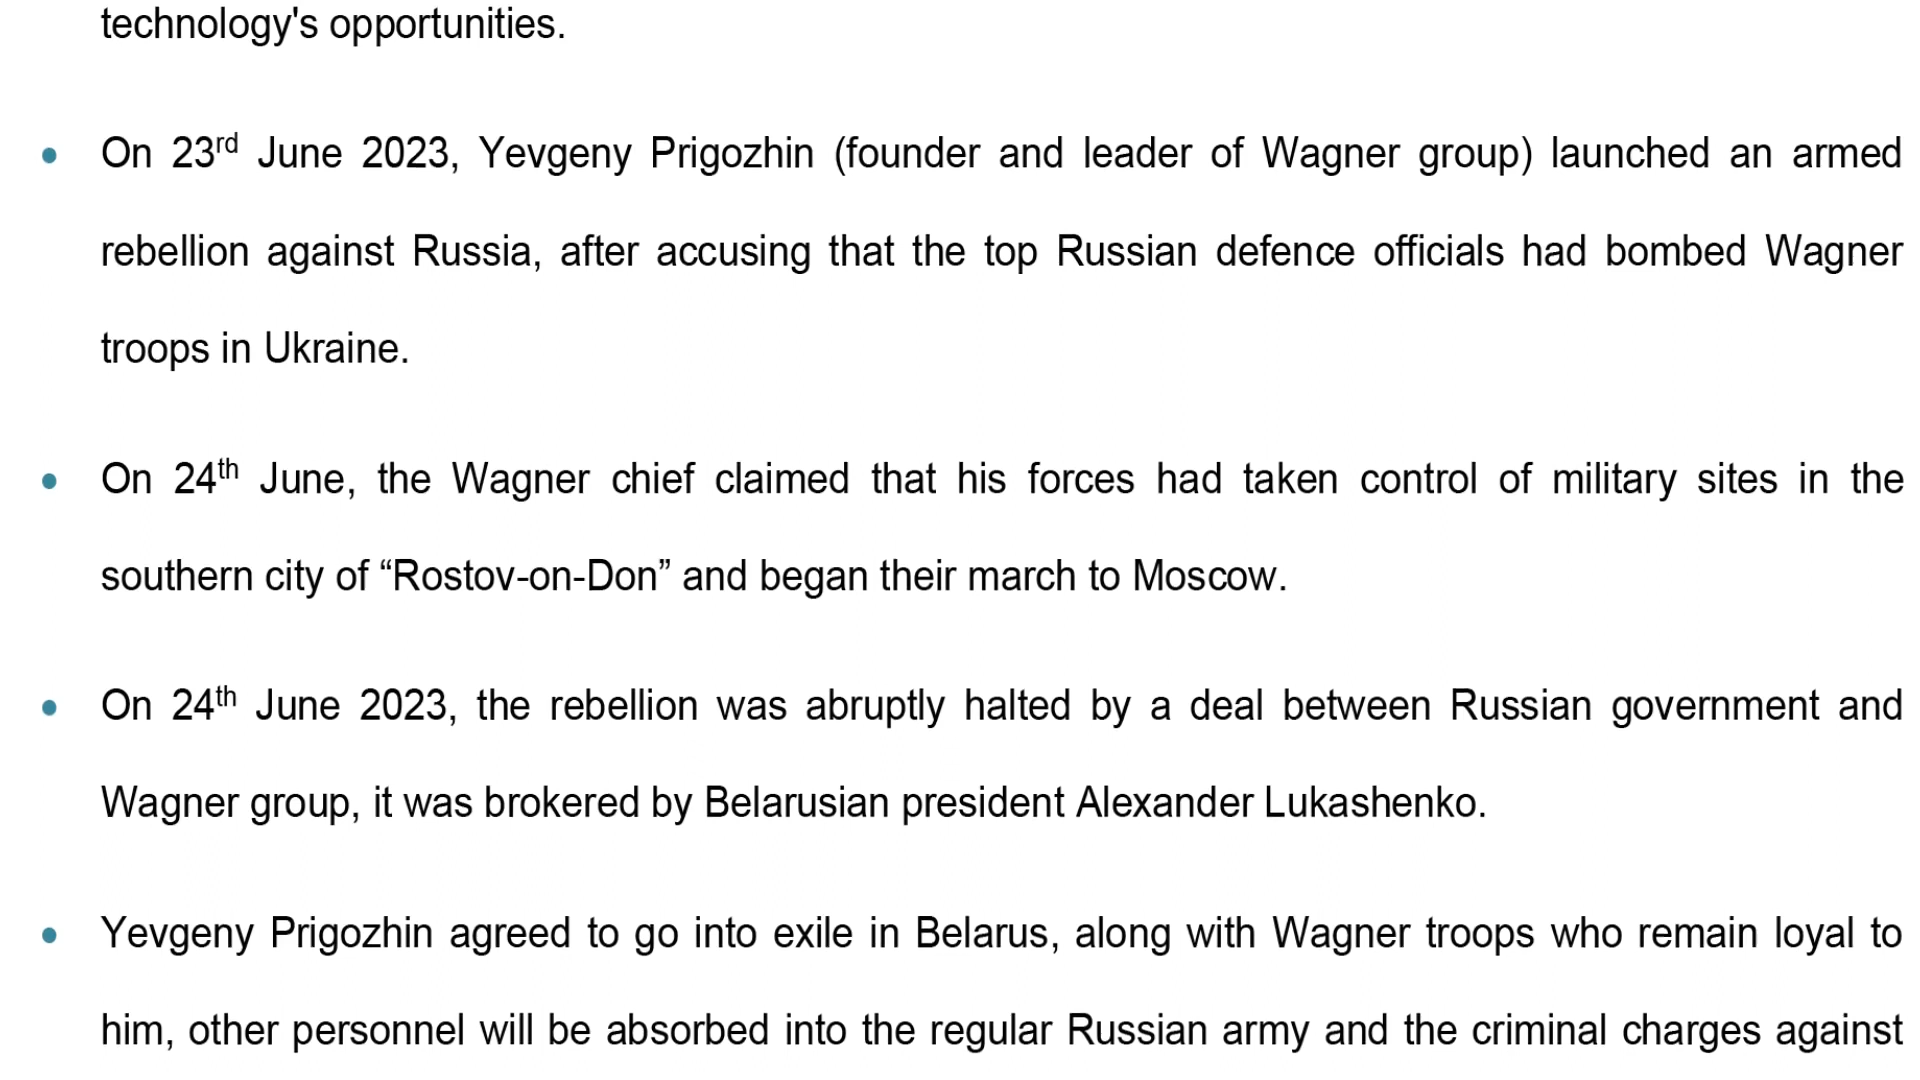 technology's opportunities.
• On 23rd June 2023, Yevgeny Prigozhin (founder and leader of Wagner group) launched an armed
rebellion against Russia, after accusing that the top Russian defence officials had bombed Wagner
troops in Ukraine.
• On 24th June, the Wagner chief claimed that his forces had taken control of military sites in the
southern city of “Rostov-on-Don” and began their march to Moscow.
• On 24th June 2023, the rebellion was abruptly halted by a deal between Russian government and
Wagner group, it was brokered by Belarusian president Alexander Lukashenko.
• Yevgeny Prigozhin agreed to go into exile in Belarus, along with Wagner troops who remain loyal to
him, other personnel will be absorbed into the regular Russian army and the criminal charges against